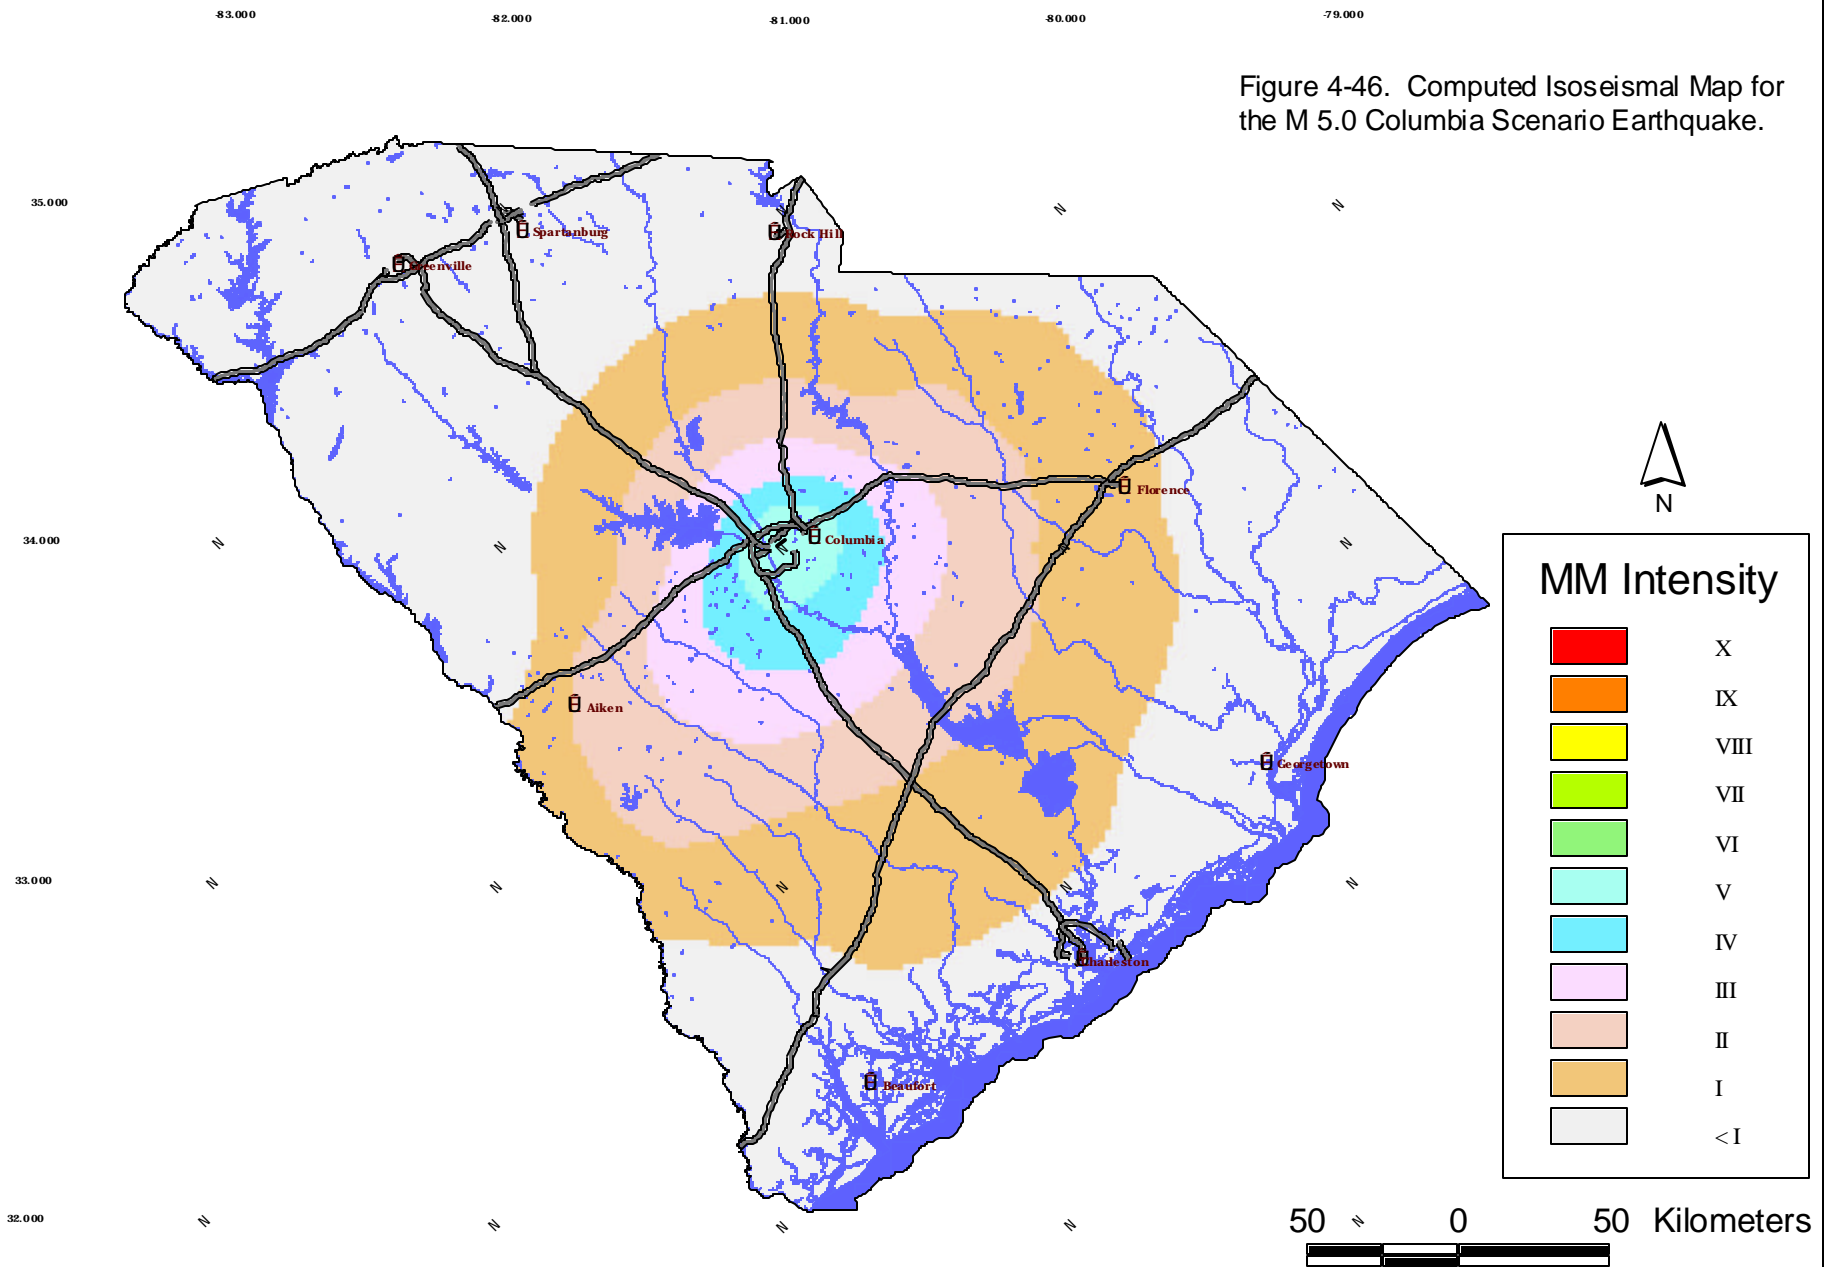 -83.000
-82.000
-81.000
-80.000
-79.000
Figure 4-46. Computed Isoseismal Map for
the M 5.0 Columbia Scenario Earthquake.
35.000
N
N
Spartanburg
Rock Hill
Greenville
N
Florence
34.000
N
N
N
N
Columbia
MM Intensity
X
IX
VIII
VII
VI
V
IV
III
II
I
< I
Aiken
Georgetown
33.000
N
N
N
N
N
Charleston
Beaufort
32.000
N
N
N
N
N
50 0 50 Kilometers